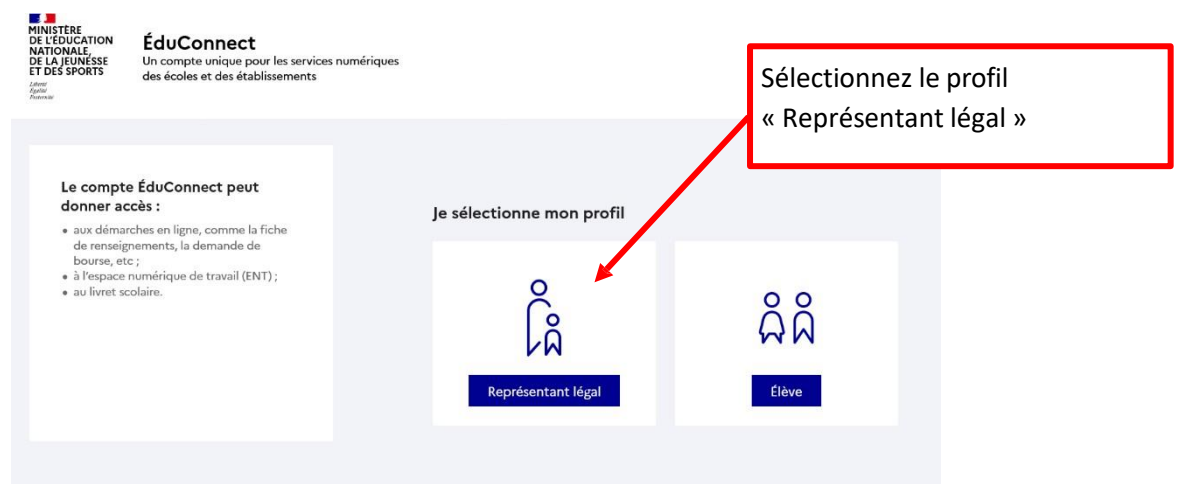 MINISTÈRE
DE L'ÉDUCATION
NATIONALE,
DE LA JEUNESSE
ET DES SPORTS
Liberté
Égalité
Fraternité
ÉduConnect
Un compte unique pour les services numériques
des écoles et des établissements
Sélectionnez le profil
« Représentant légal »
Le compte ÉduConnect peut
donner accès :
• aux démarches en ligne, comme la fiche
de renseignements, la demande de
bourse, etc ;
• à l'espace numérique de travail (ENT) ;
• au livret scolaire.
Je sélectionne mon profil
Représentant légal
Élève